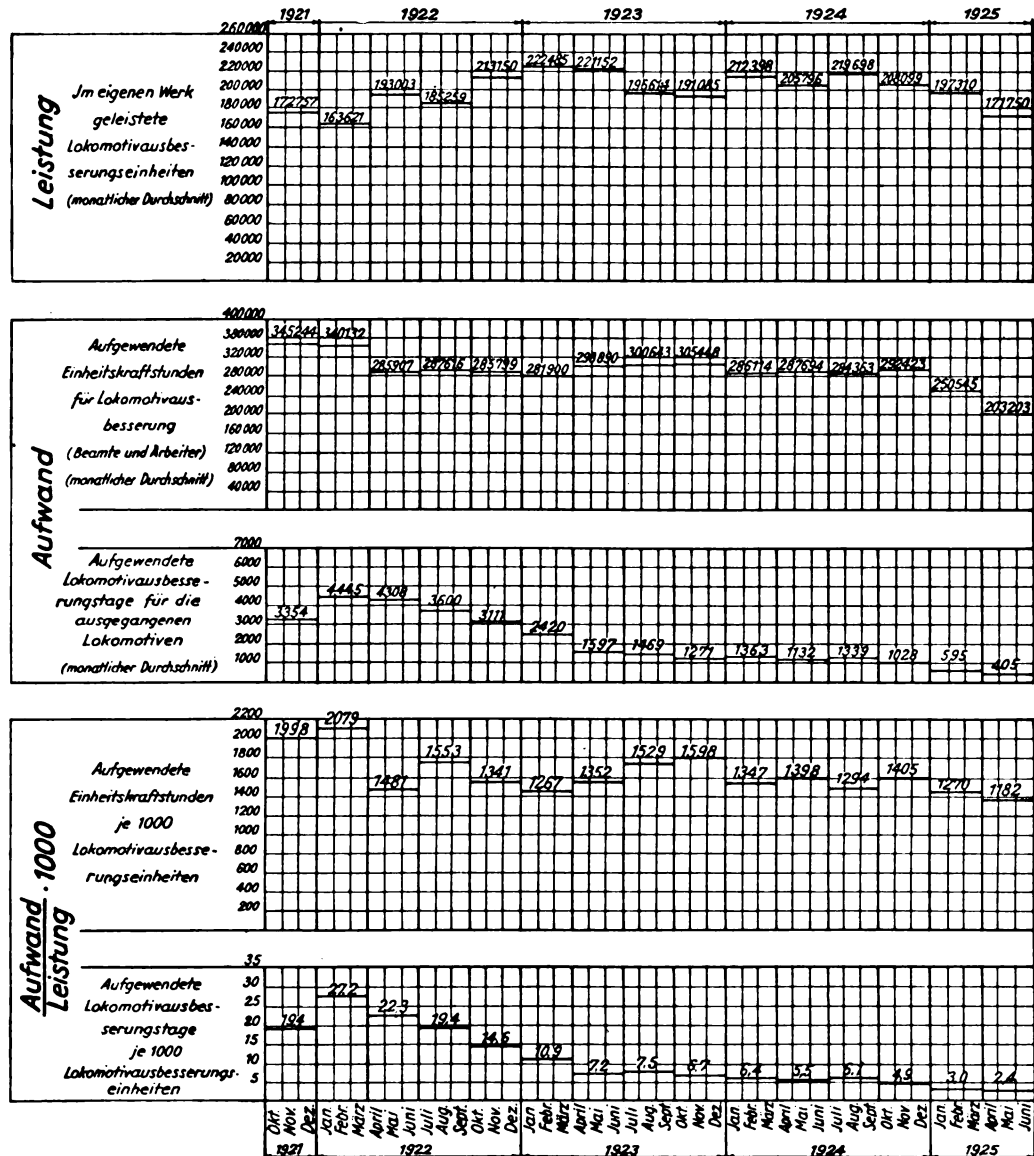 1921 1922 1923 1924 1925
Leistung
Jm eigenen Werk
geleistete
Lokomotivausbes-
serungseinheiten
(monatlicher Durchschnitt)
260000
240000
220000
200000
180000
160000
140000
120000
100000
80000
60000
40000
20000
172757 163621 193003 185259 213150 222485 221152 195614 191085 212398 205796 219698 208099 197310 171750
Aufwand
Aufgewendete
Einheitskraftstunden
für Lokomotivaus-
besserung
(Beamte und Arbeiter)
(monatlicher Durchschnitt)
400000
380000
320000
280000
240000
200000
160000
120000
80000
40000
345244 340132 285907 287616 285799 281900 298890 300643 305448 286114 287694 284363 292423 250545 203203
Aufgewendete
Lokomotivausbesse-
rungstage für die
ausgegangenen
Lokomotiven
(monatlicher Durchschnitt)
7000
6000
5000
4000
3000
2000
1000
3354 4445 4308 3600 3111 2420 1597 1469 1271 1363 1132 1339 1028 595 405
Aufwand
Leistung · 1000
Aufgewendete
Einheitskraftstunden
je 1000
Lokomotivausbesse-
rungseinheiten
2200
2000
1800
1600
1400
1200
1000
800
600
400
200
1998 2079 1481 1553 1341 1267 1352 1529 1598 1347 1398 1294 1405 1270 1182
Aufgewendete
Lokomotivausbes-
serungstage
je 1000
Lokomotivausbesserungs-
einheiten
35
30
25
20
15
10
5
19.4 27.2 22.3 19.4 14.6 10.9 7.2 7.5 6.7 6.4 5.5 6.1 4.9 3.0 2.4
Okt. Nov. Dez. Jan. Febr. März April Mai Juni Juli Aug. Sept. Okt. Nov. Dez. Jan. Febr. März April Mai Juni Juli Aug. Sept. Okt. Nov. Dez. Jan. Febr. März April Mai Juni Juli Aug. Sept Okt. Nov. Dez. Jan. Febr. März April Mai Juni
1921 1922 1923 1924 1925